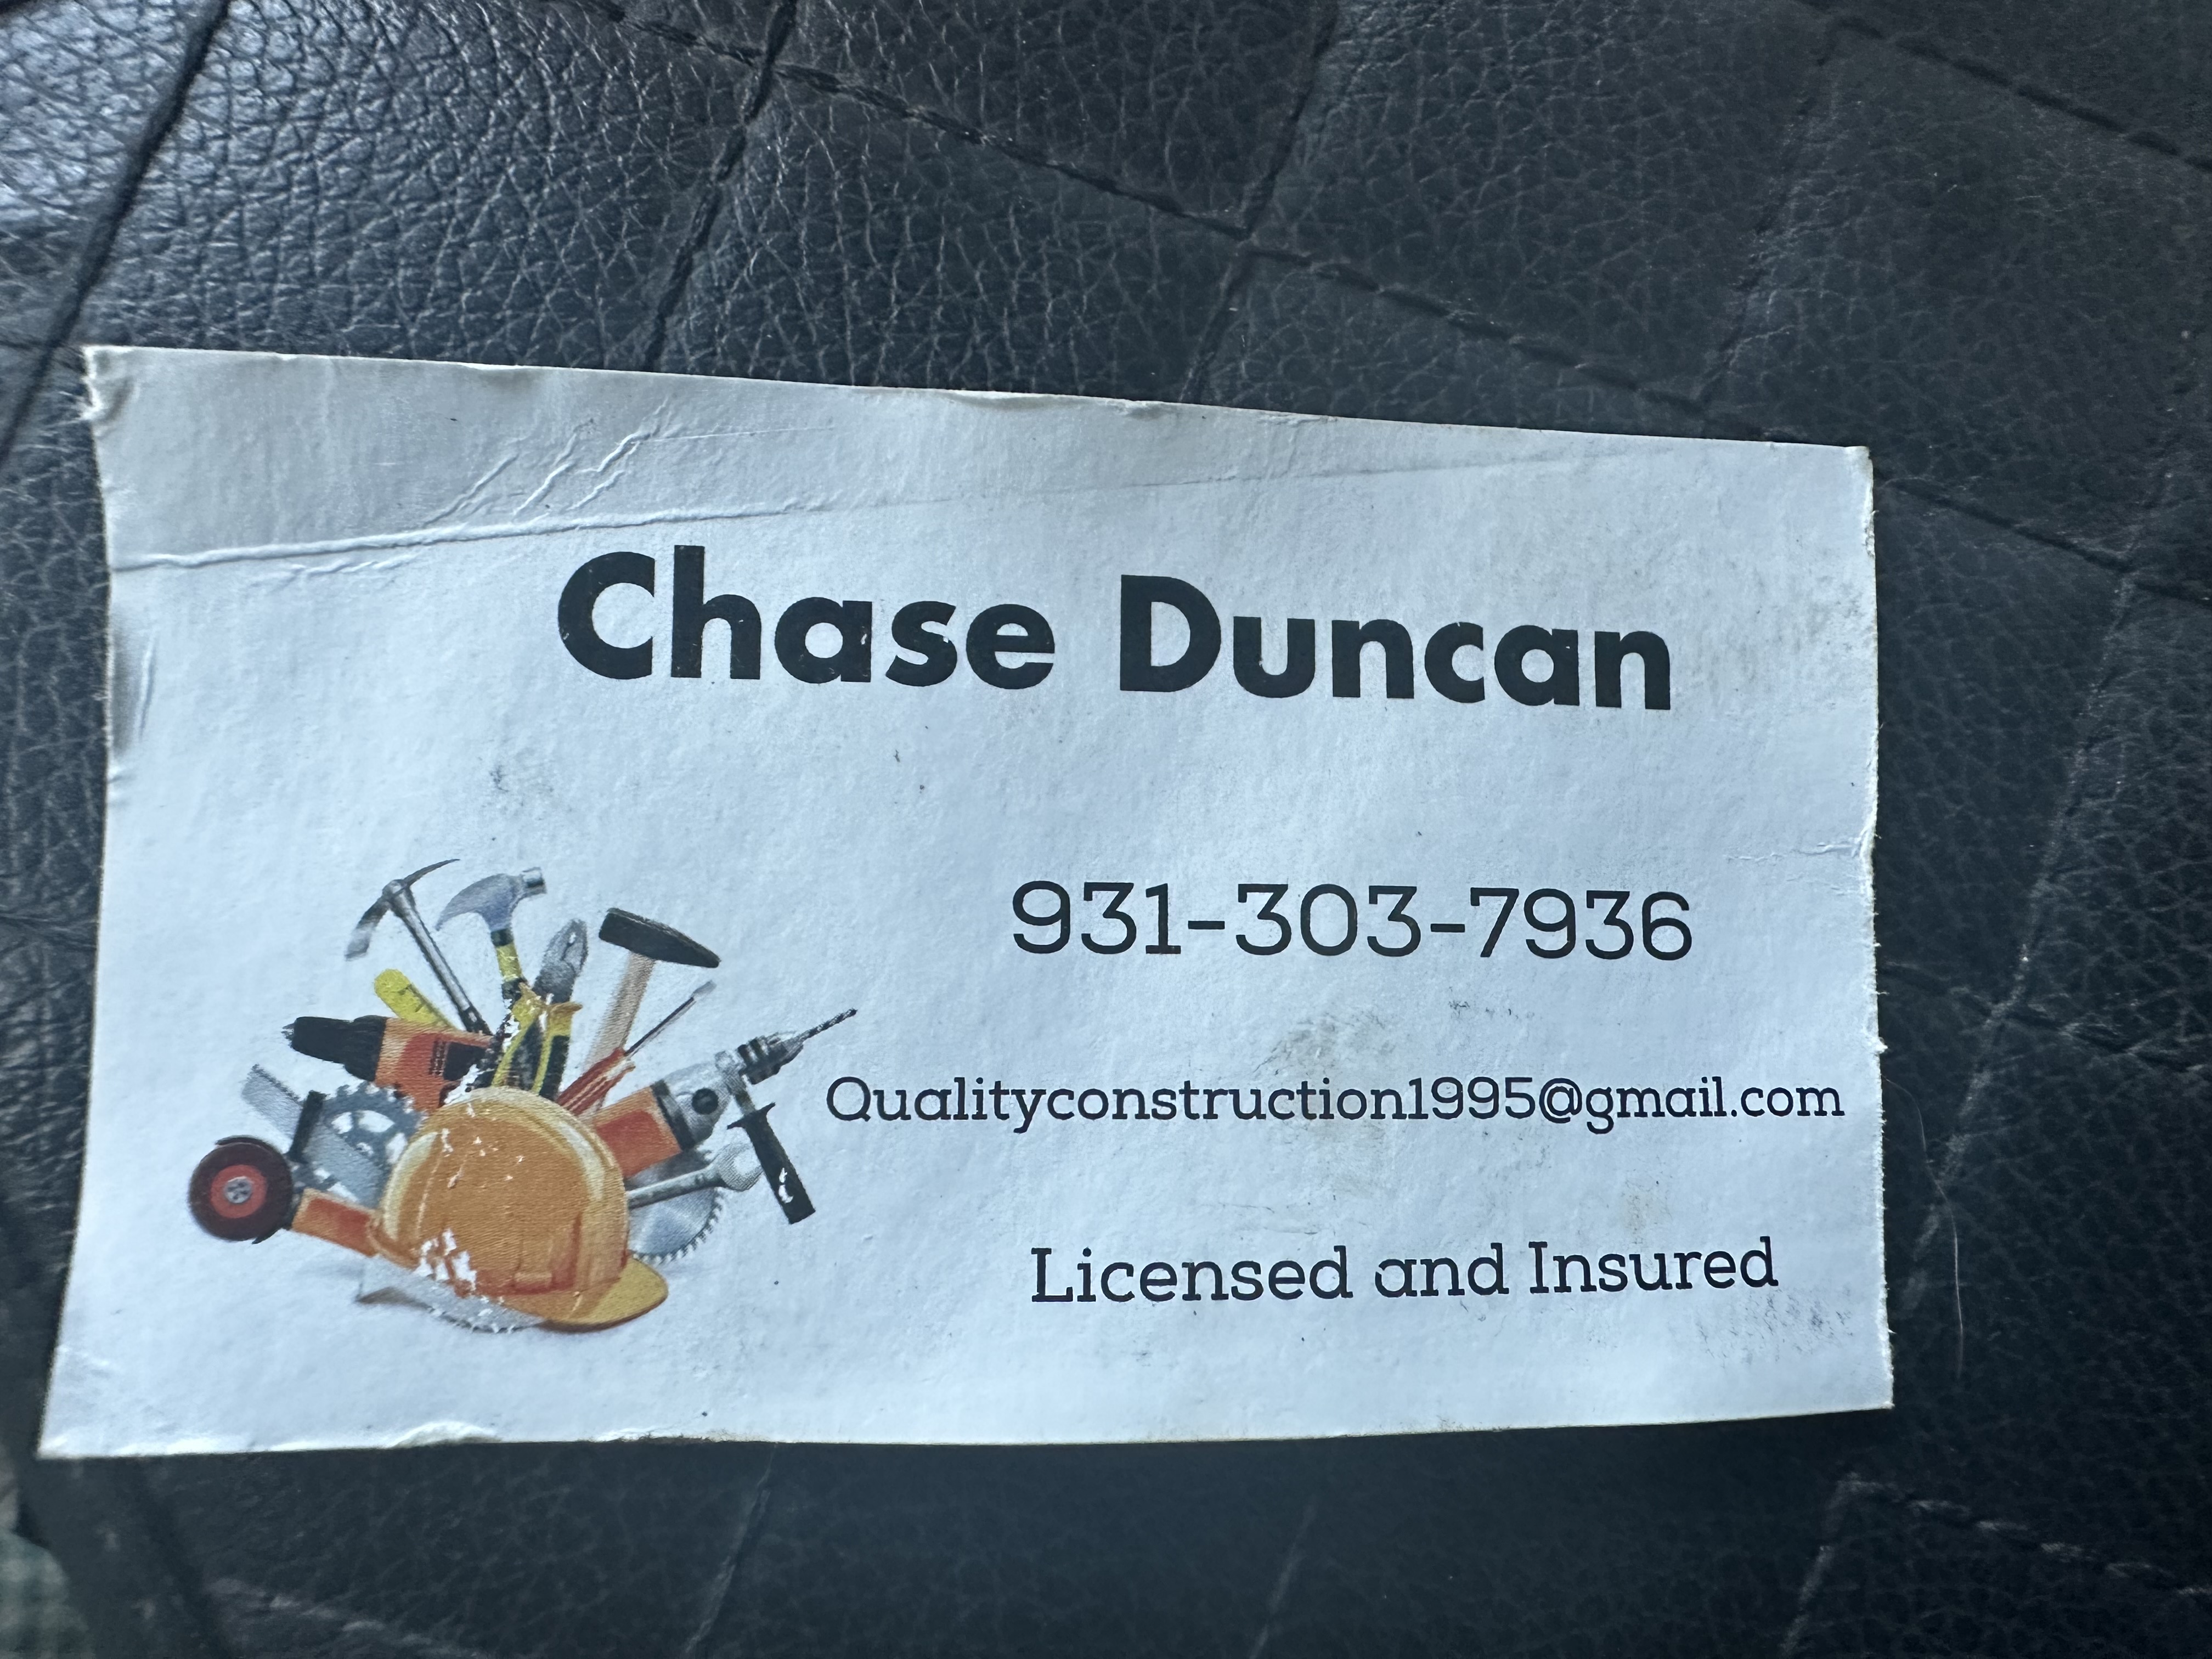 Chase Duncan
931-303-7936
Qualityconstruction1995@gmail.com
Licensed and Insured